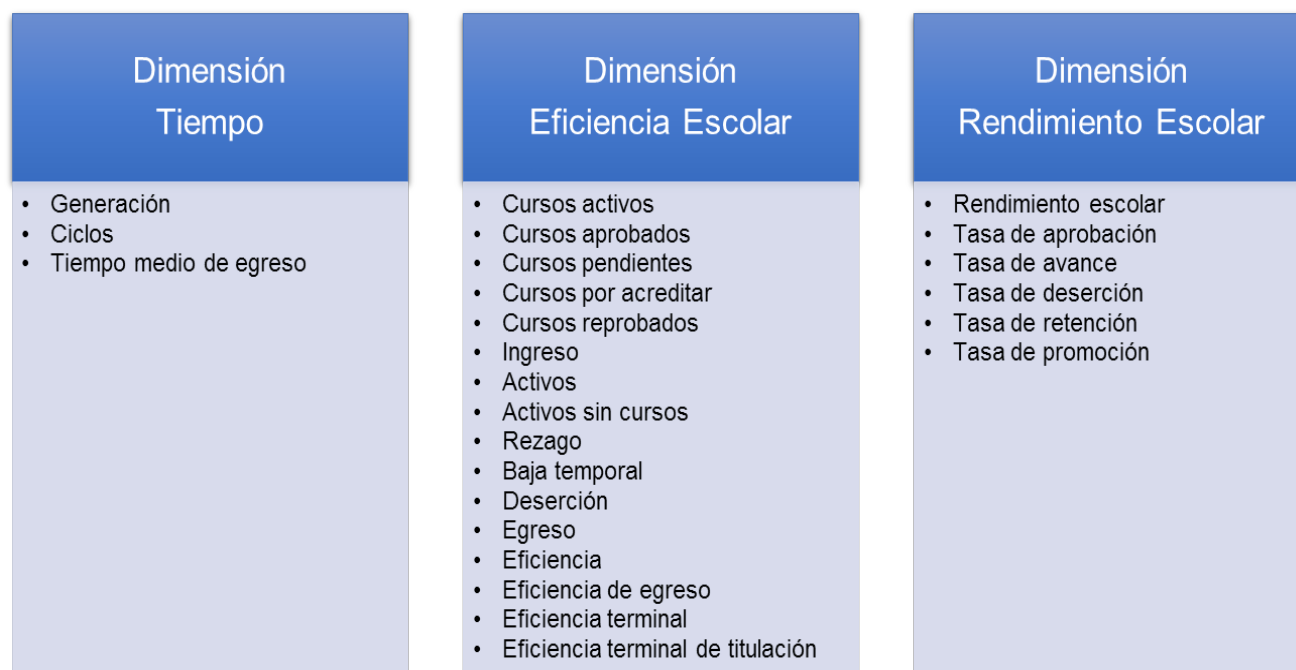 Dimensión
Tiempo
• Generación
• Ciclos
• Tiempo medio de egreso
Dimensión
Eficiencia Escolar
• Cursos activos
• Cursos aprobados
• Cursos pendientes
• Cursos por acreditar
• Cursos reprobados
• Ingreso
• Activos
• Activos sin cursos
• Rezago
• Baja temporal
• Deserción
• Egreso
• Eficiencia
• Eficiencia de egreso
• Eficiencia terminal
• Eficiencia terminal de titulación
Dimensión
Rendimiento Escolar
• Rendimiento escolar
• Tasa de aprobación
• Tasa de avance
• Tasa de deserción
• Tasa de retención
• Tasa de promoción